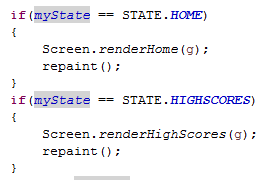 if(myState == STATE.HOME)
{
    Screen.renderHome(g);
    repaint();
}
if(myState == STATE.HIGHSCORES)
{
    Screen.renderHighScores(g);
    repaint();
}